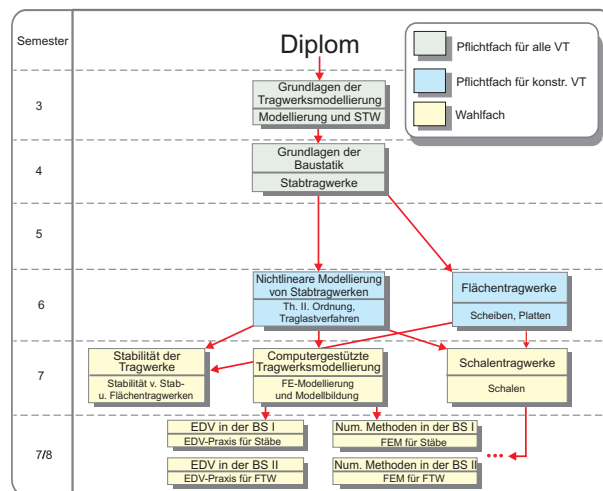 Semester
Diplom
Pflichtfach für alle VT
Pflichtfach für konstr. VT
Wahlfach
3
Grundlagen der
Tragwerksmodellierung
Modellierung und STW
4
Grundlagen der
Baustatik
Stabtragwerke
5
6
Nichtlineare Modellierung
von Stabtragwerken
Th. II. Ordnung,
Traglastverfahren
Flächentragwerke
Scheiben, Platten
7
Stabilität der
Tragwerke
Stabilität v. Stab-
u. Flächentragwerken
Computergestützte
Tragwerksmodellierung
FE-Modellierung
und Modellbildung
Schalentragwerke
Schalen
7/8
EDV in der BS I
EDV-Praxis für Stäbe
Num. Methoden in der BS I
FEM für Stäbe
EDV in der BS II
EDV-Praxis für FTW
Num. Methoden in der BS II
FEM für FTW